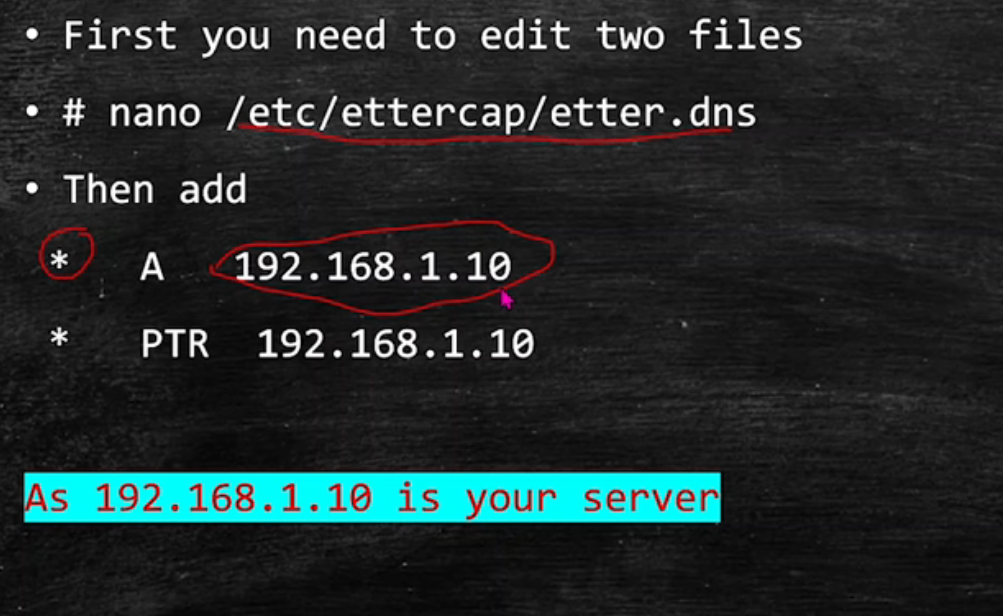 • First you need to edit two files
• # nano /etc/ettercap/etter.dns
• Then add
* A 192.168.1.10
* PTR 192.168.1.10
As 192.168.1.10 is your server